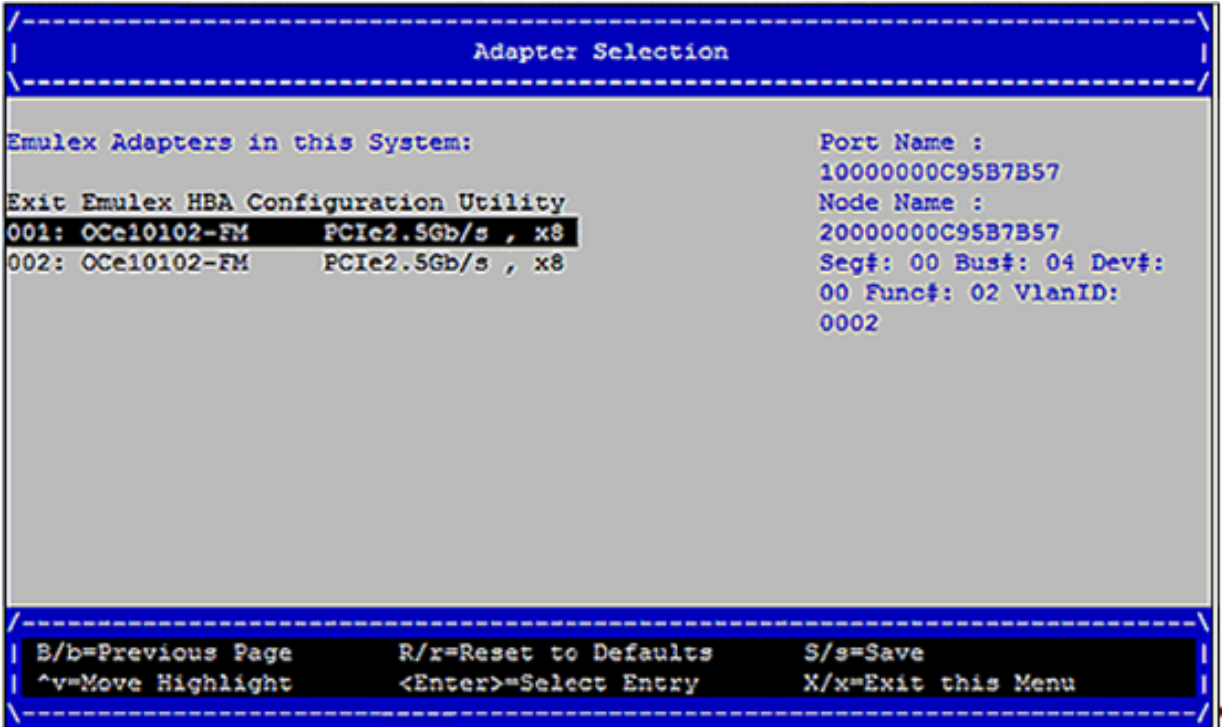 Adapter Selection
Emulex Adapters in this System:
Exit Emulex HBA Configuration Utility
001: OCe10102-FM PCIe2.5Gb/s , x8
002: OCe10102-FM PCIe2.5Gb/s , x8
Port Name :
10000000C95B7B57
Node Name :
20000000C95B7B57
Seg#: 00 Bus#: 04 Dev#:
00 Func#: 02 VlanID:
0002
B/b=Previous Page R/r=Reset to Defaults S/s=Save
^v=Move Highlight <Enter>=Select Entry X/x=Exit this Menu